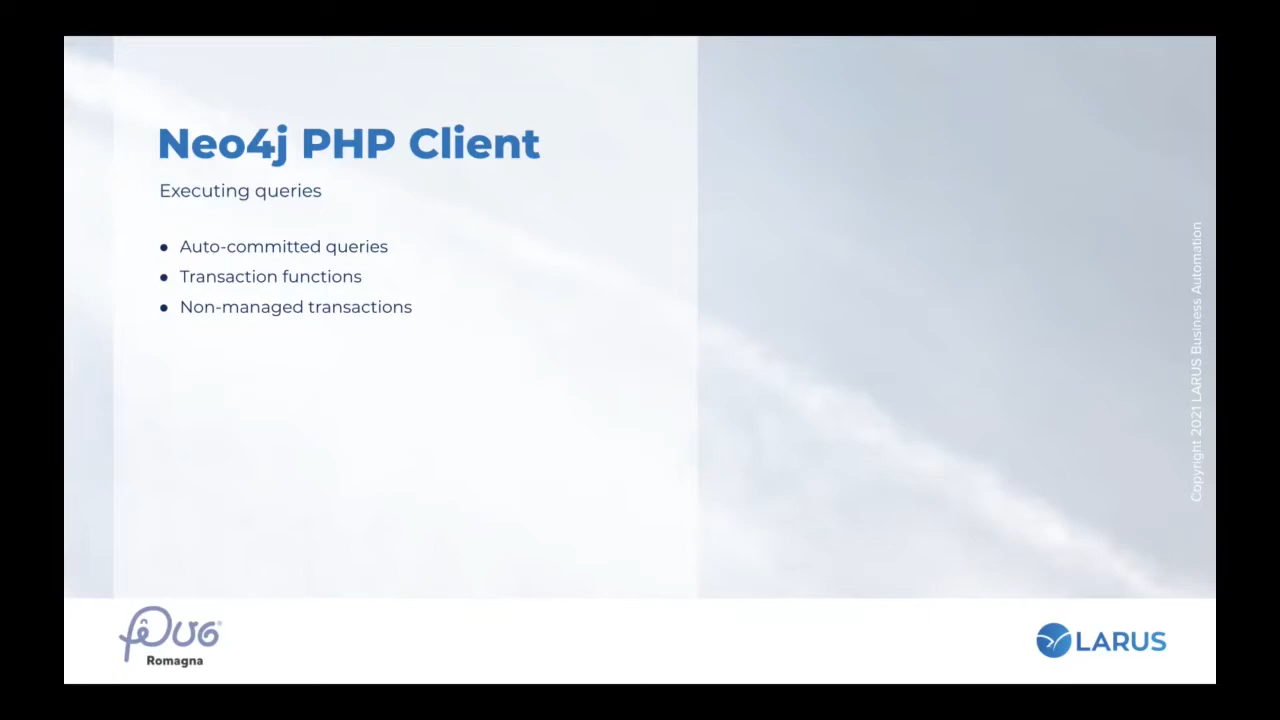 Neo4j PHP Client
Executing queries
● Auto-committed queries
● Transaction functions
● Non-managed transactions
Copyright 2021 LARUS Business Automation
PUG®
Romagna
LARUS